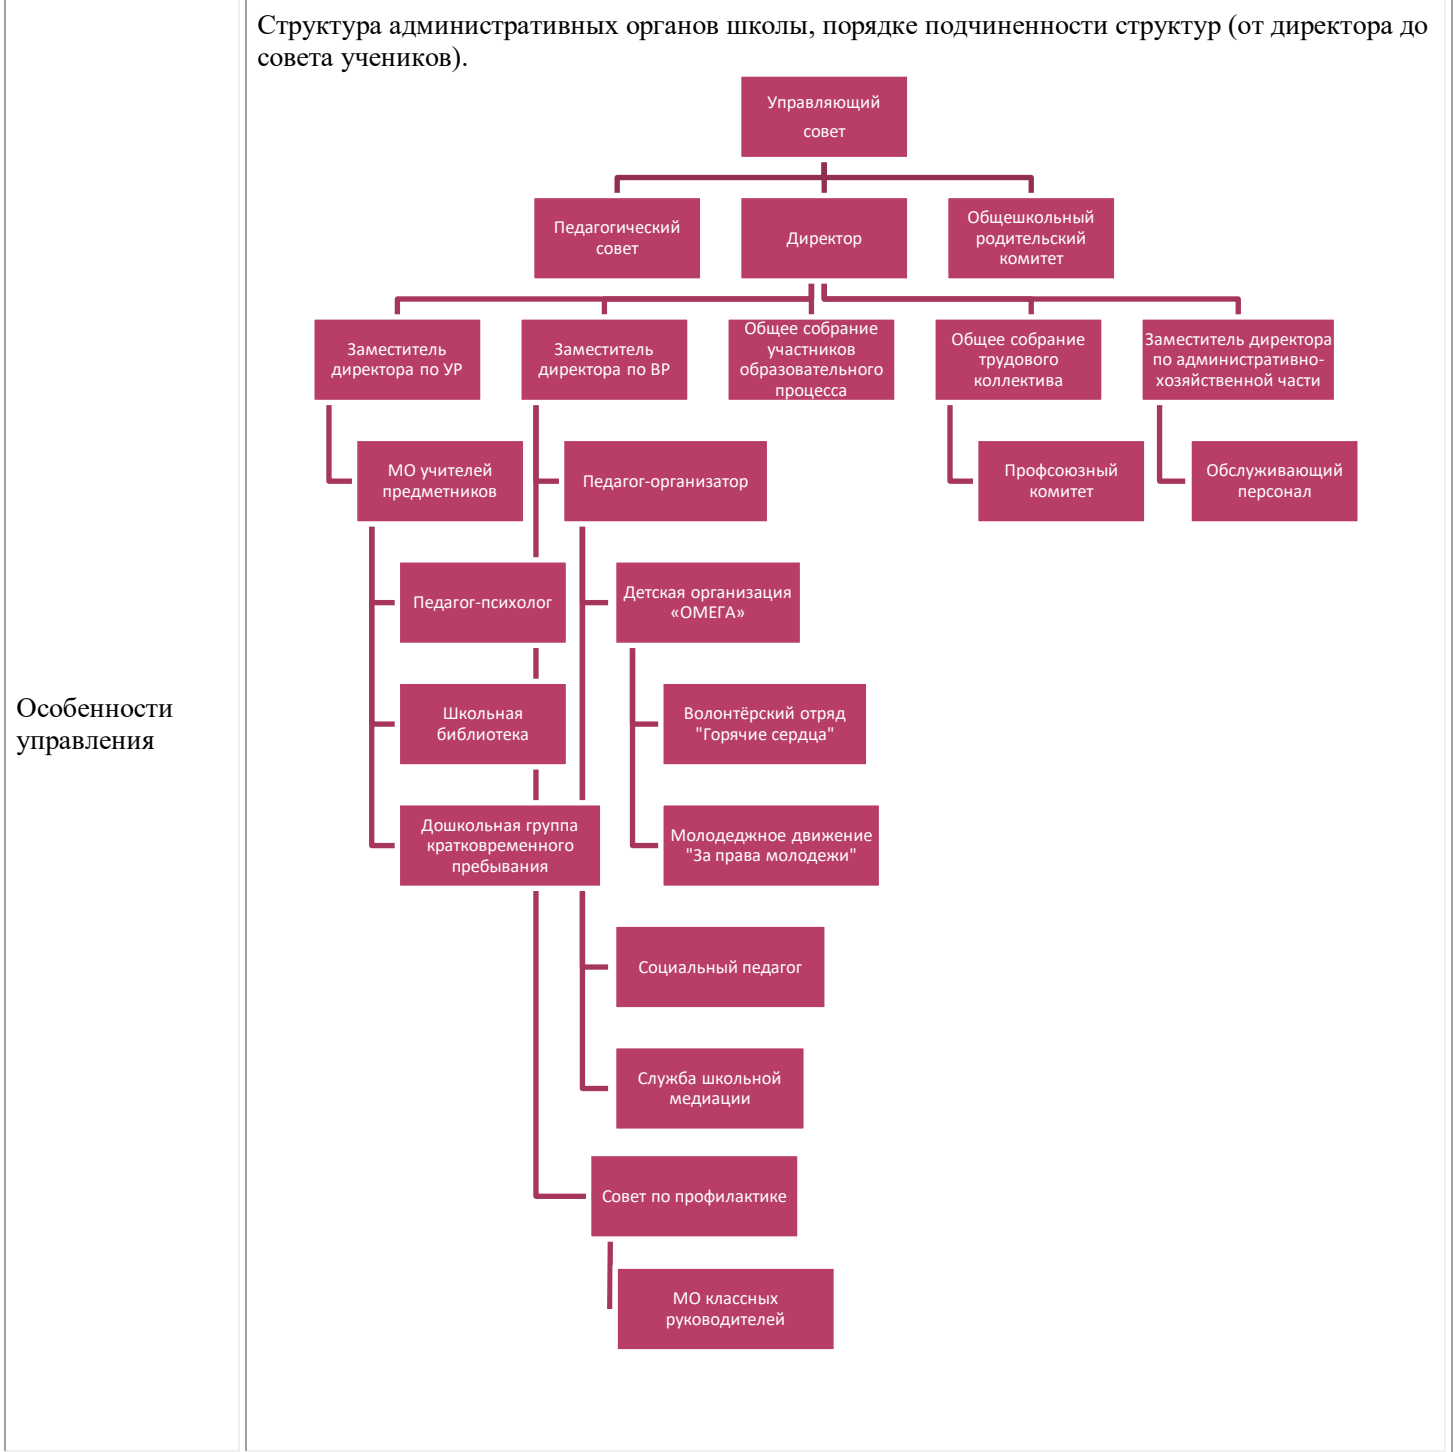 Структура административных органов школы, порядке подчиненности структур (от директора до
совета учеников).
Управляющий
совет
Педагогический
совет
Директор
Общешкольный
родительский
комитет
Заместитель
директора по УР
Заместитель
директора по ВР
Общее собрание
участников
образовательного
процесса
Общее собрание
трудового
коллектива
Заместитель директора
по административно-
хозяйственной части
МО учителей
предметников
Педагог-организатор
Профсоюзный
комитет
Обслуживающий
персонал
Педагог-психолог
Детская организация
«ОМЕГА»
Школьная
библиотека
Волонтёрский отряд
"Горячие сердца"
Особенности
управления
Дошкольная группа
кратковременного
пребывания
Молодеджное движение
"За права молодежи"
Социальный педагог
Служба школьной
медиации
Совет по профилактике
МО классных
руководителей